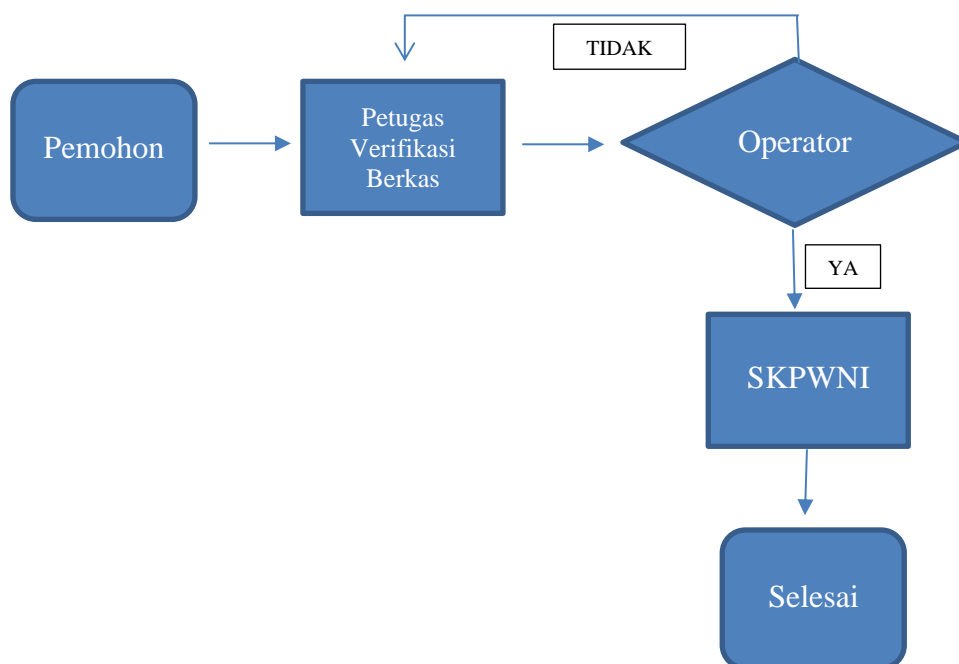 TIDAK
Pemohon
Petugas
Verifikasi
Berkas
Operator
YA
SKPWNI
Selesai